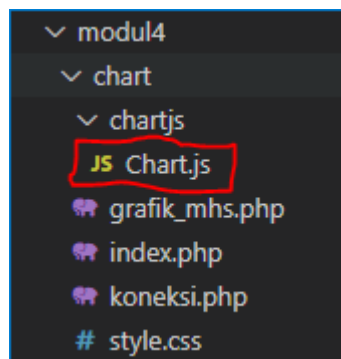 modul4
chart
chartjs
JS Chart.js
grafik_mhs.php
index.php
koneksi.php
# style.css